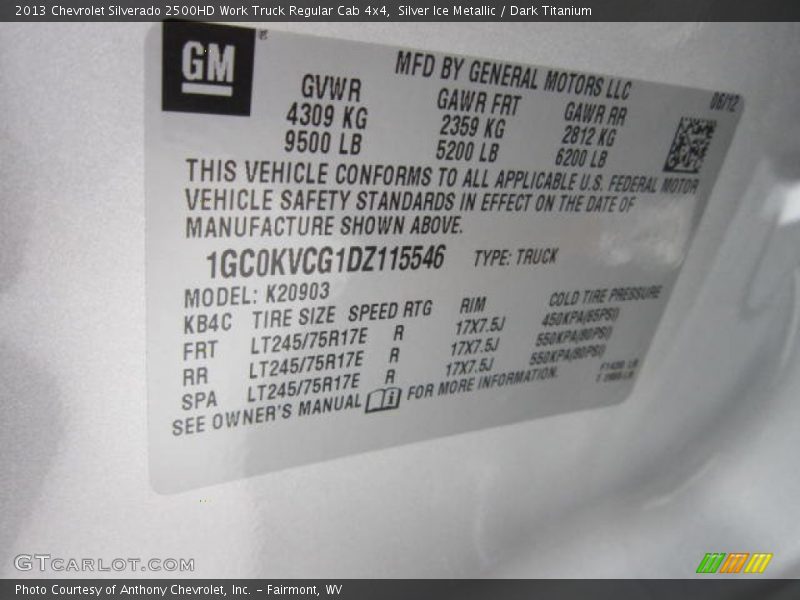 2013 Chevrolet Silverado 2500HD Work Truck Regular Cab 4x4,  Silver Ice Metallic / Dark Titanium
GM
MFD BY GENERAL MOTORS LLC
06/12
GVWR GAWR FRT GAWR RR
4309 KG 2359 KG 2812 KG
9500 LB 5200 LB 6200 LB
THIS VEHICLE CONFORMS TO ALL APPLICABLE U.S. FEDERAL MOTOR
VEHICLE SAFETY STANDARDS IN EFFECT ON THE DATE OF
MANUFACTURE SHOWN ABOVE.
1GC0KVCG1DZ115546 TYPE: TRUCK
MODEL: K20903
KB4C TIRE SIZE SPEED RTG RIM COLD TIRE PRESSURE
FRT LT245/75R17E R 17X7.5J 450KPA(65PSI)
RR LT245/75R17E R 17X7.5J 550KPA(80PSI)
SPA LT245/75R17E R 17X7.5J 550KPA(80PSI)
SEE OWNER'S MANUAL FOR MORE INFORMATION.
GTCARLOT.COM
Photo Courtesy of Anthony Chevrolet, Inc. – Fairmont, WV